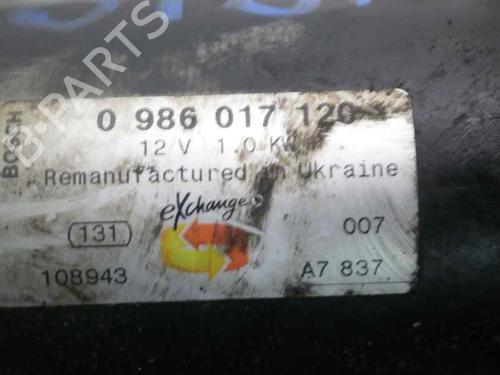 BOSCH
0 986 017 120
12 V 1.0 KW
Remanufactured in Ukraine
eXchange
131
007
108943
A7 837
B-PARTS